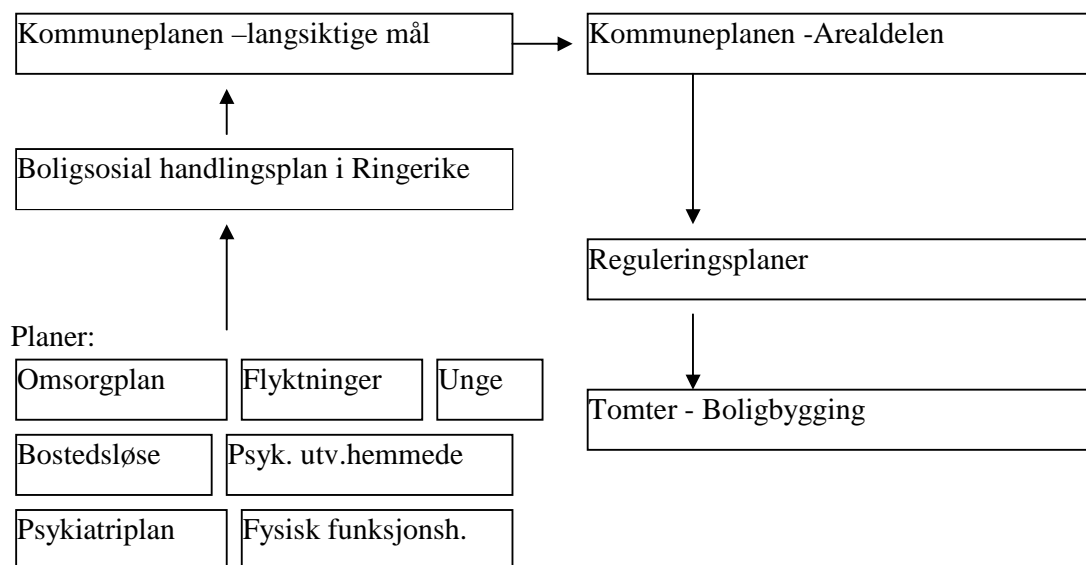 Kommuneplanen –langsiktige mål
Kommuneplanen -Arealdelen
Boligsosial handlingsplan i Ringerike
Reguleringsplaner
Planer:
Omsorgplan
Flyktninger
Unge
Tomter - Boligbygging
Bostedsløse
Psyk. utv.hemmede
Psykiatriplan
Fysisk funksjonsh.